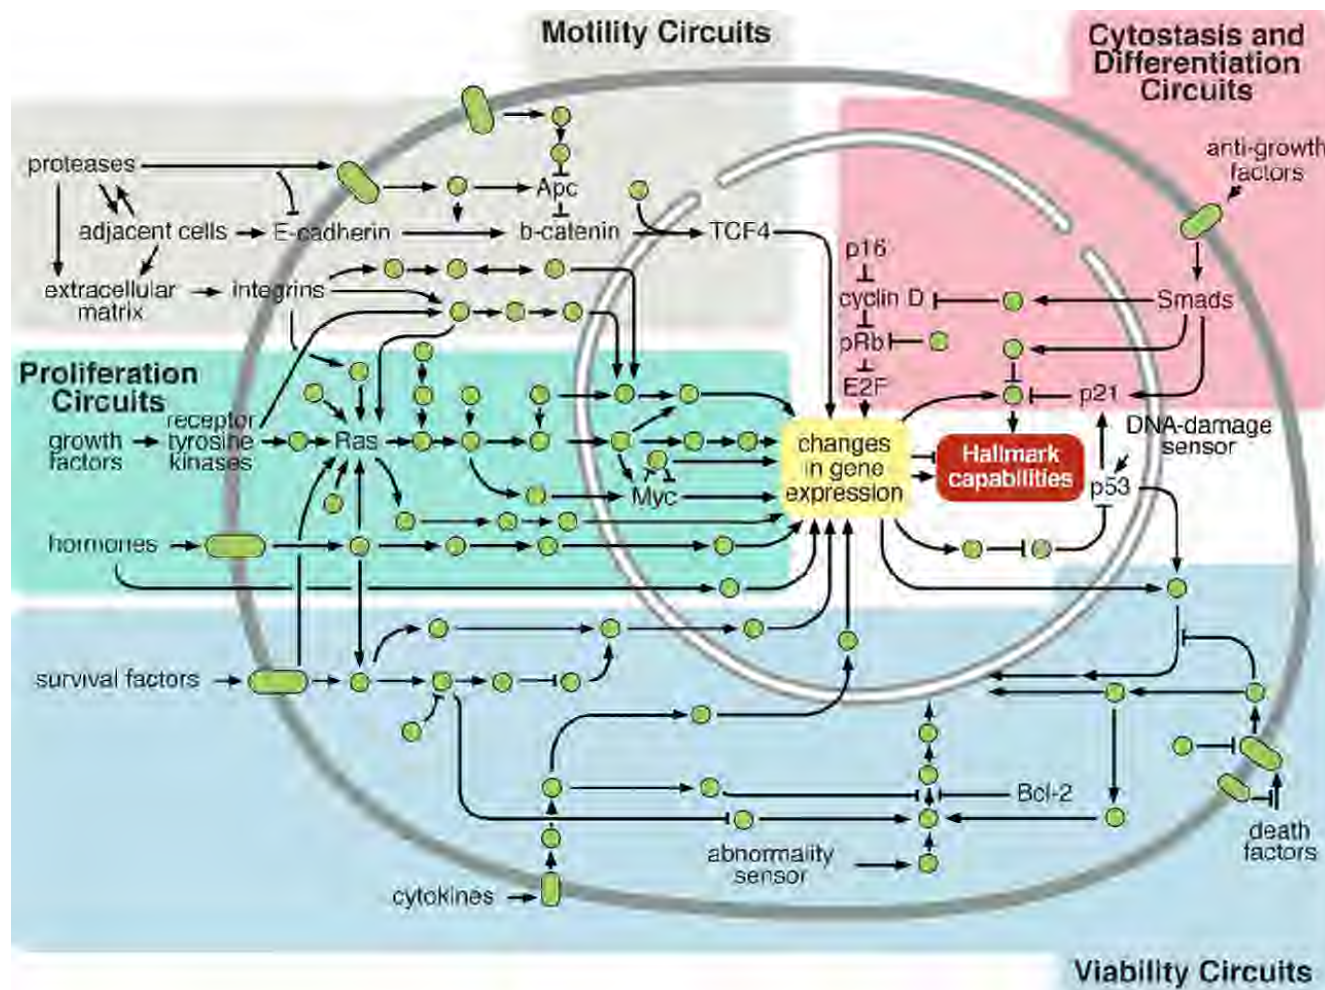 Motility Circuits
Cytostasis and
Differentiation
Circuits
anti-growth
factors
proteases
Apc
adjacent cells
E-cadherin
b-catenin
TCF4
p16
extracellular
matrix
integrins
cyclin D
Smads
pRb
E2F
p21
Proliferation
Circuits
growth
factors
receptor
tyrosine
kinases
Ras
Myc
changes
in gene
expression
Hallmark
capabilities
DNA-damage
sensor
p53
hormones
survival factors
Bcl-2
abnormality
sensor
death
factors
cytokines
Viability Circuits